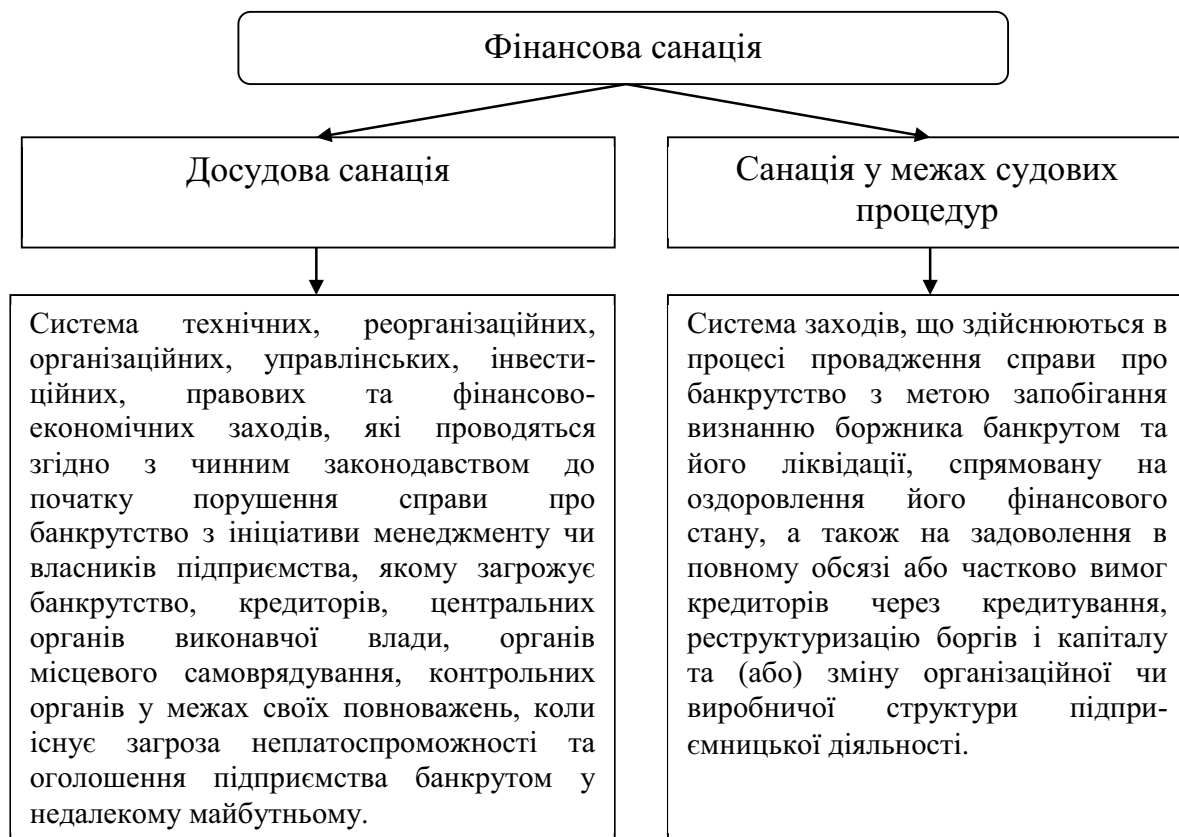 Фінансова санація
Досудова санація
Санація у межах судових
процедур
Система технічних, реорганізаційних,
організаційних, управлінських, інвести-
ційних, правових та фінансово-
економічних заходів, які проводяться
згідно з чинним законодавством до
початку порушення справи про
банкрутство з ініціативи менеджменту чи
власників підприємства, якому загрожує
банкрутство, кредиторів, центральних
органів виконавчої влади, органів
місцевого самоврядування, контрольних
органів у межах своїх повноважень, коли
існує загроза неплатоспроможності та
оголошення підприємства банкрутом у
недалекому майбутньому.
Система заходів, що здійснюються в
процесі провадження справи про
банкрутство з метою запобігання
визнанню боржника банкрутом та
його ліквідації, спрямовану на
оздоровлення його фінансового
стану, а також на задоволення в
повному обсязі або частково вимог
кредиторів через кредитування,
реструктуризацію боргів і капіталу
та (або) зміну організаційної чи
виробничої структури підпри-
ємницької діяльності.